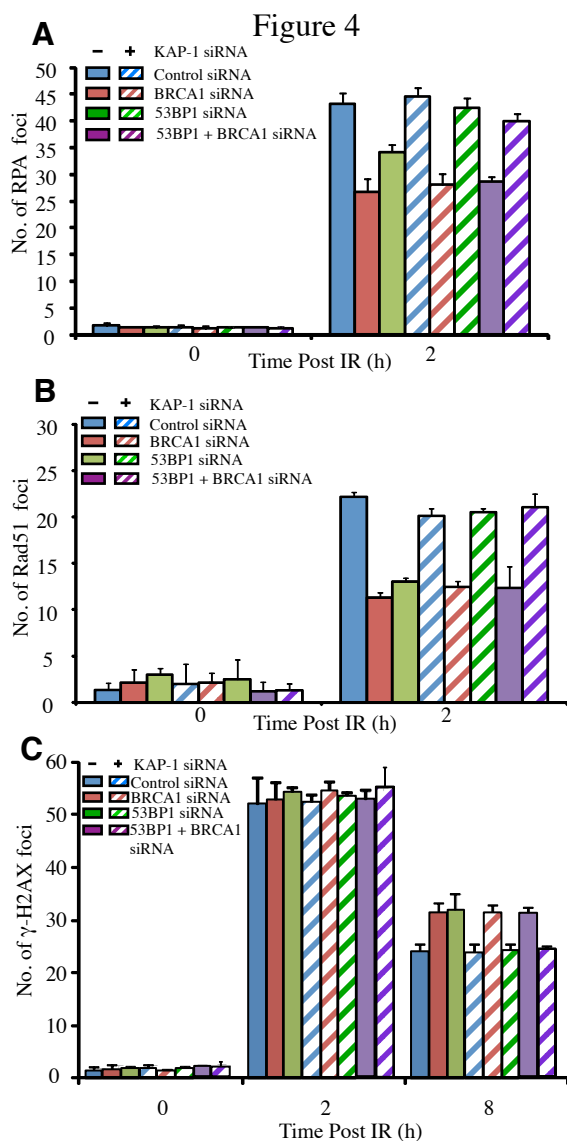 Figure 4
A
– + KAP-1 siRNA
Control siRNA
BRCA1 siRNA
53BP1 siRNA
53BP1 + BRCA1 siRNA
No. of RPA foci
50
45
40
35
30
25
20
15
10
5
0
0 2
Time Post IR (h)
B
– + KAP-1 siRNA
Control siRNA
BRCA1 siRNA
53BP1 siRNA
53BP1 + BRCA1 siRNA
No. of Rad51 foci
30
25
20
15
10
5
0
0 2
Time Post IR (h)
C
– + KAP-1 siRNA
Control siRNA
BRCA1 siRNA
53BP1 siRNA
53BP1 + BRCA1
siRNA
No. of γ-H2AX foci
60
50
40
30
20
10
0
0 2 8
Time Post IR (h)